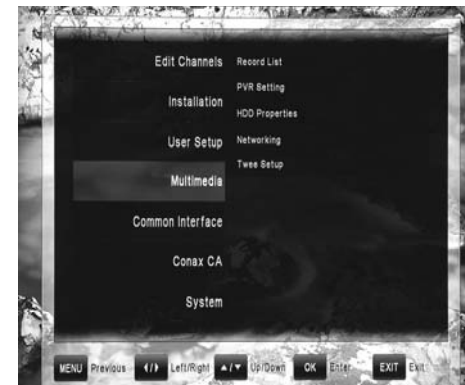 Edit Channels
Installation
User Setup
Multimedia
Common Interface
Conax CA
System
Record List
PVR Setting
HDD Properties
Networking
Twee Setup
MENU Previous ◄/► Left/Right ▲/▼ Up/Down OK Enter EXIT Exit